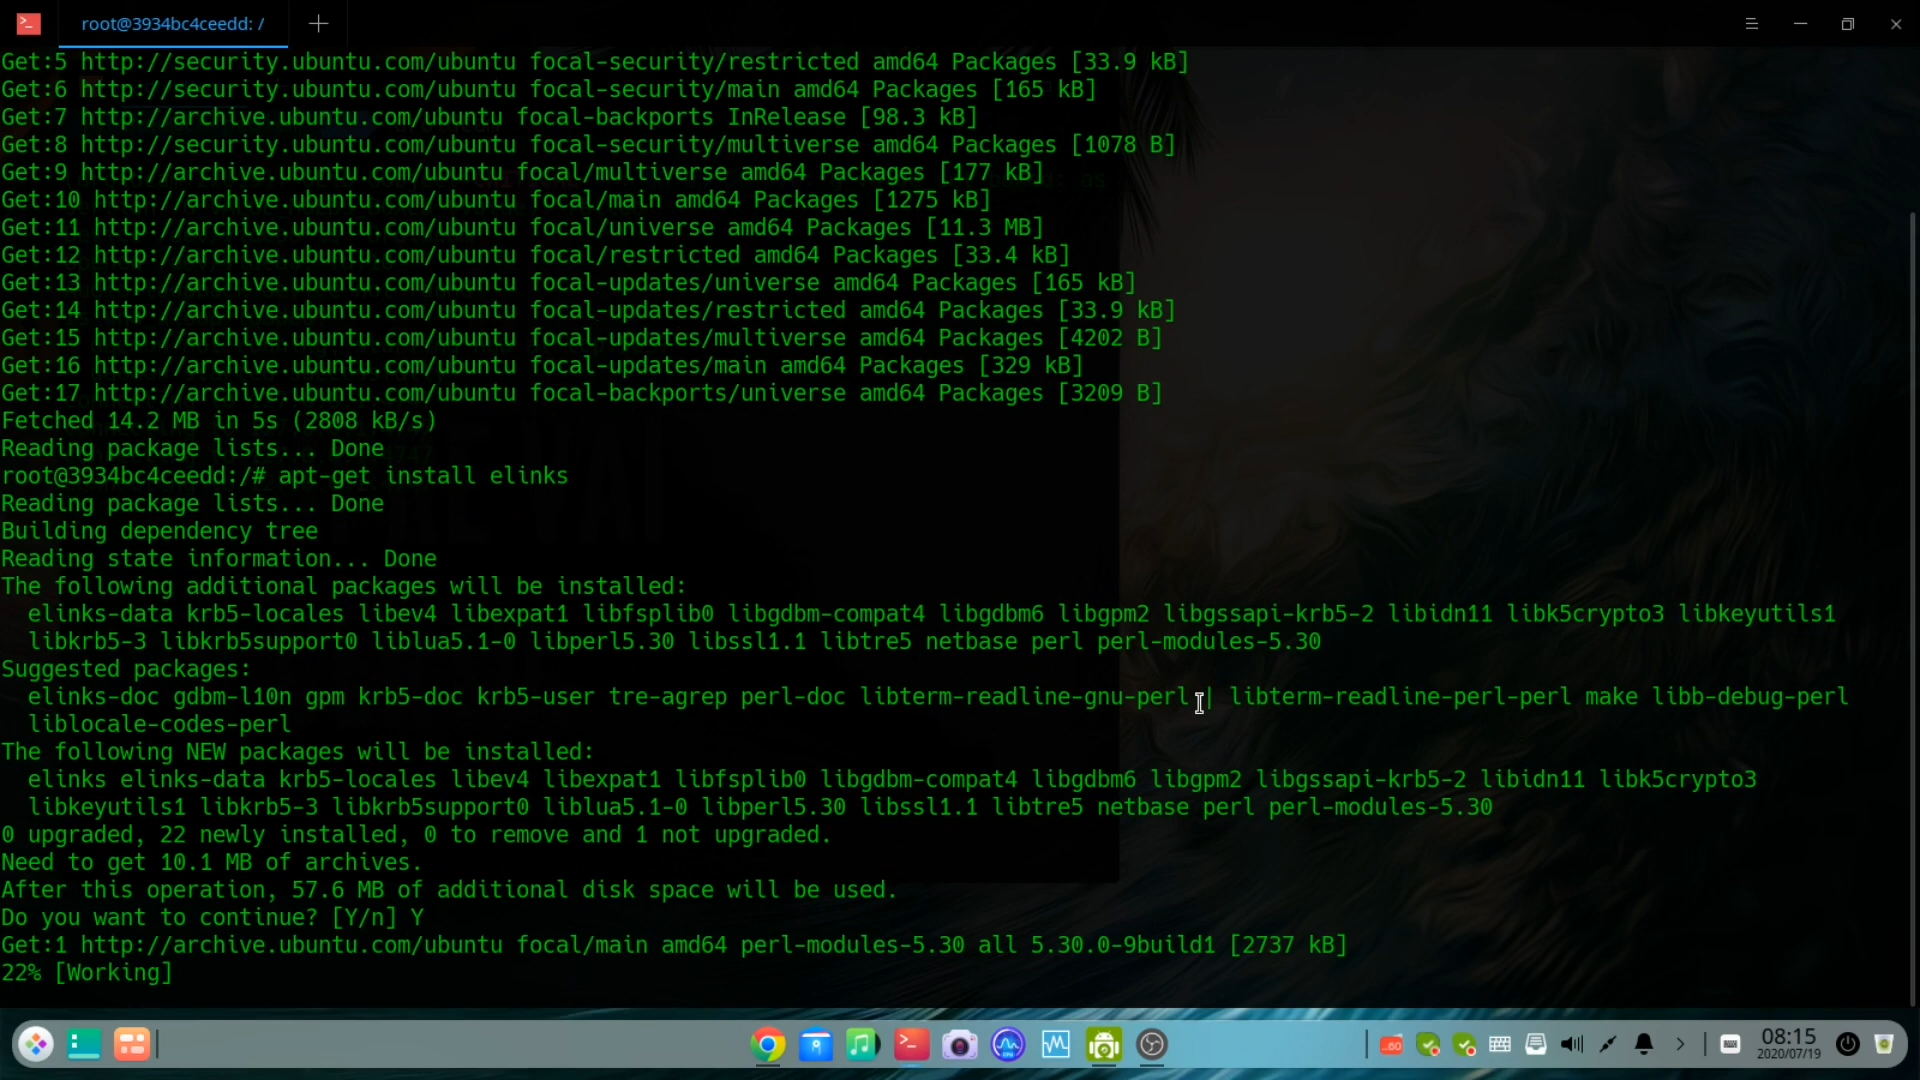 root@3934bc4ceedd: /
Get:5 http://security.ubuntu.com/ubuntu focal-security/restricted amd64 Packages [33.9 kB]
Get:6 http://security.ubuntu.com/ubuntu focal-security/main amd64 Packages [165 kB]
Get:7 http://archive.ubuntu.com/ubuntu focal-backports InRelease [98.3 kB]
Get:8 http://security.ubuntu.com/ubuntu focal-security/multiverse amd64 Packages [1078 B]
Get:9 http://archive.ubuntu.com/ubuntu focal/multiverse amd64 Packages [177 kB]
Get:10 http://archive.ubuntu.com/ubuntu focal/main amd64 Packages [1275 kB]
Get:11 http://archive.ubuntu.com/ubuntu focal/universe amd64 Packages [11.3 MB]
Get:12 http://archive.ubuntu.com/ubuntu focal/restricted amd64 Packages [33.4 kB]
Get:13 http://archive.ubuntu.com/ubuntu focal-updates/universe amd64 Packages [165 kB]
Get:14 http://archive.ubuntu.com/ubuntu focal-updates/restricted amd64 Packages [33.9 kB]
Get:15 http://archive.ubuntu.com/ubuntu focal-updates/multiverse amd64 Packages [4202 B]
Get:16 http://archive.ubuntu.com/ubuntu focal-updates/main amd64 Packages [329 kB]
Get:17 http://archive.ubuntu.com/ubuntu focal-backports/universe amd64 Packages [3209 B]
Fetched 14.2 MB in 5s (2808 kB/s)
Reading package lists... Done
root@3934bc4ceedd:/# apt-get install elinks
Reading package lists... Done
Building dependency tree
Reading state information... Done
The following additional packages will be installed:
elinks-data krb5-locales libev4 libexpat1 libfsplib0 libgdbm-compat4 libgdbm6 libgpm2 libgssapi-krb5-2 libidn11 libk5crypto3 libkeyutils1
libkrb5-3 libkrb5support0 liblua5.1-0 libperl5.30 libssl1.1 libtre5 netbase perl perl-modules-5.30
Suggested packages:
elinks-doc gdbm-l10n gpm krb5-doc krb5-user tre-agrep perl-doc libterm-readline-gnu-perl | libterm-readline-perl-perl make libb-debug-perl
liblocale-codes-perl
The following NEW packages will be installed:
elinks elinks-data krb5-locales libev4 libexpat1 libfsplib0 libgdbm-compat4 libgdbm6 libgpm2 libgssapi-krb5-2 libidn11 libk5crypto3
libkeyutils1 libkrb5-3 libkrb5support0 liblua5.1-0 libperl5.30 libssl1.1 libtre5 netbase perl perl-modules-5.30
0 upgraded, 22 newly installed, 0 to remove and 1 not upgraded.
Need to get 10.1 MB of archives.
After this operation, 57.6 MB of additional disk space will be used.
Do you want to continue? [Y/n] Y
Get:1 http://archive.ubuntu.com/ubuntu focal/main amd64 perl-modules-5.30 all 5.30.0-9build1 [2737 kB]
22% [Working]
08:15
2020/07/19